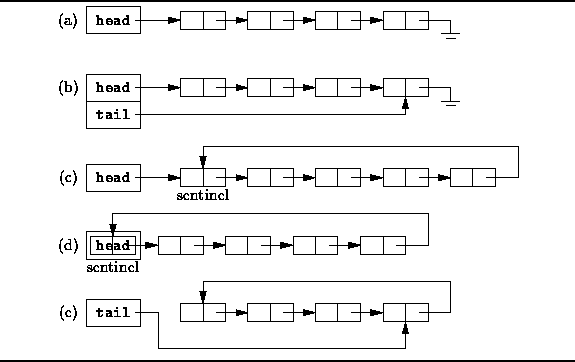 (a) head
(b) head
tail
(c) head
sentinel
(d) head
sentinel
(e) tail